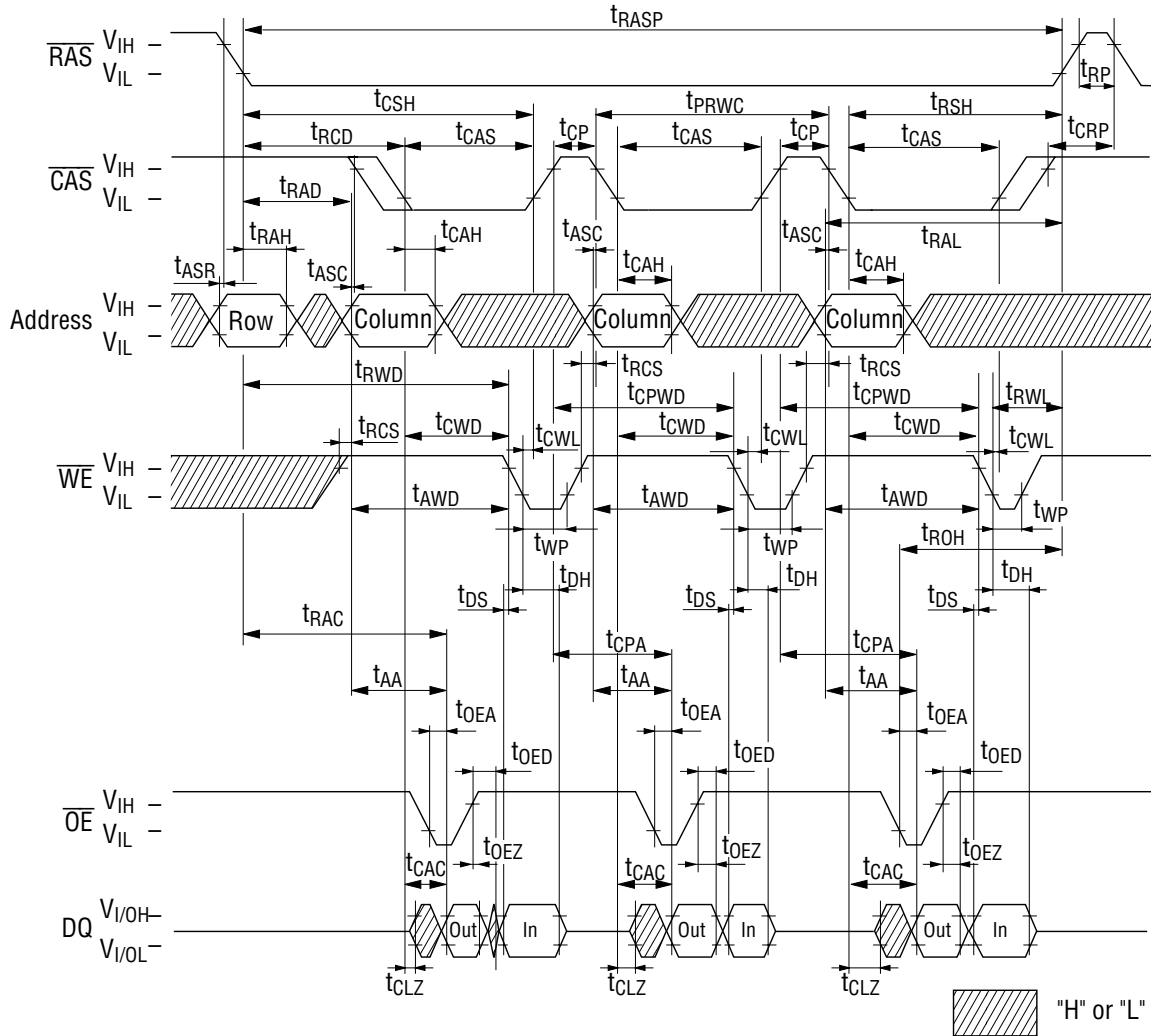 tRASP
RAS VIH
VIL
tRP
tCSH tPRWC tRSH
tRCD tCAS tCP tCAS tCP tCAS tCRP
CAS VIH
VIL
tRAD
tRAL
tRAH tCAH tASC tASC
tASR tASC tCAH tCAH
Address VIH
VIL
Row Column Column Column
tRCS tRCS
tRWD tCPWD tCPWD tRWL
tRCS tCWD tCWL tCWD tCWL tCWD tCWL
WE VIH
VIL
tAWD tAWD tAWD
tWP tWP tWP
tROH
tDH tDH tDH
tDS tDS tDS
tRAC tCPA tCPA
tAA tAA tAA
tOEA tOEA tOEA
tOED tOED tOED
OE VIH
VIL
tOEZ tOEZ tOEZ
tCAC tCAC tCAC
DQ VI/OH
VI/OL
Out In Out In Out In
tCLZ tCLZ tCLZ
"H" or "L"